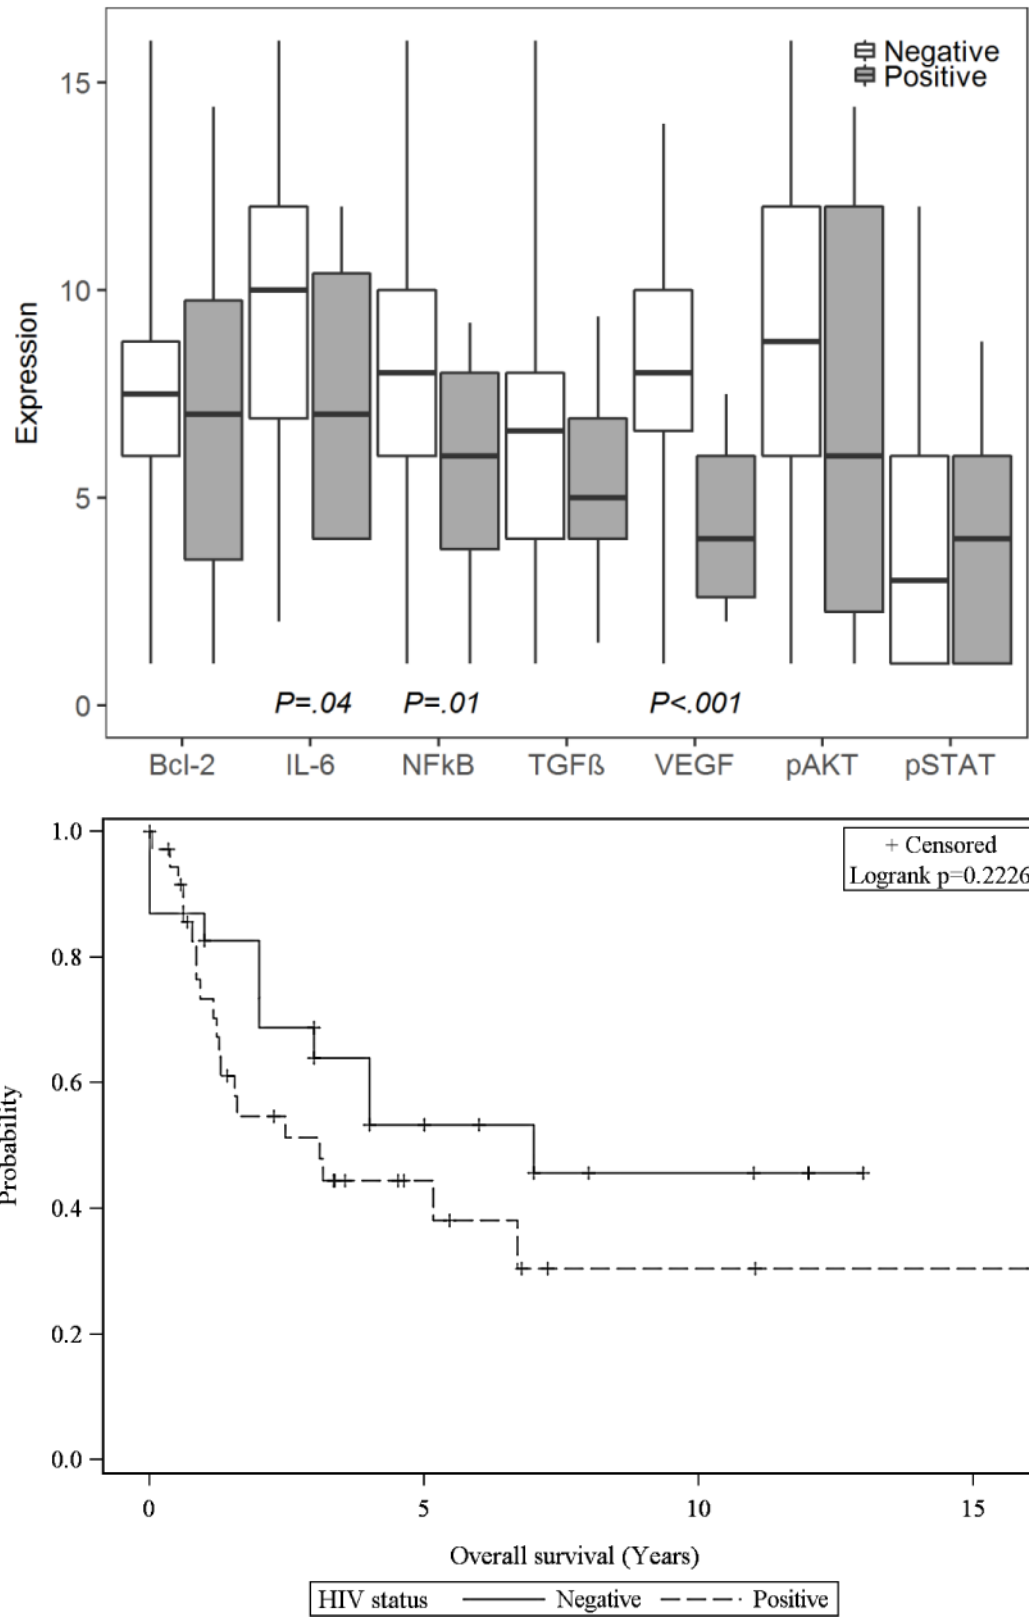 Negative
Positive
15
10
5
0
Expression
P=.04 P=.01 P<.001
Bcl-2 IL-6 NFkB TGFß VEGF pAKT pSTAT
+ Censored
Logrank p=0.2226
1.0
0.8
0.6
0.4
0.2
0.0
Probability
0 5 10 15
Overall survival (Years)
HIV status Negative Positive